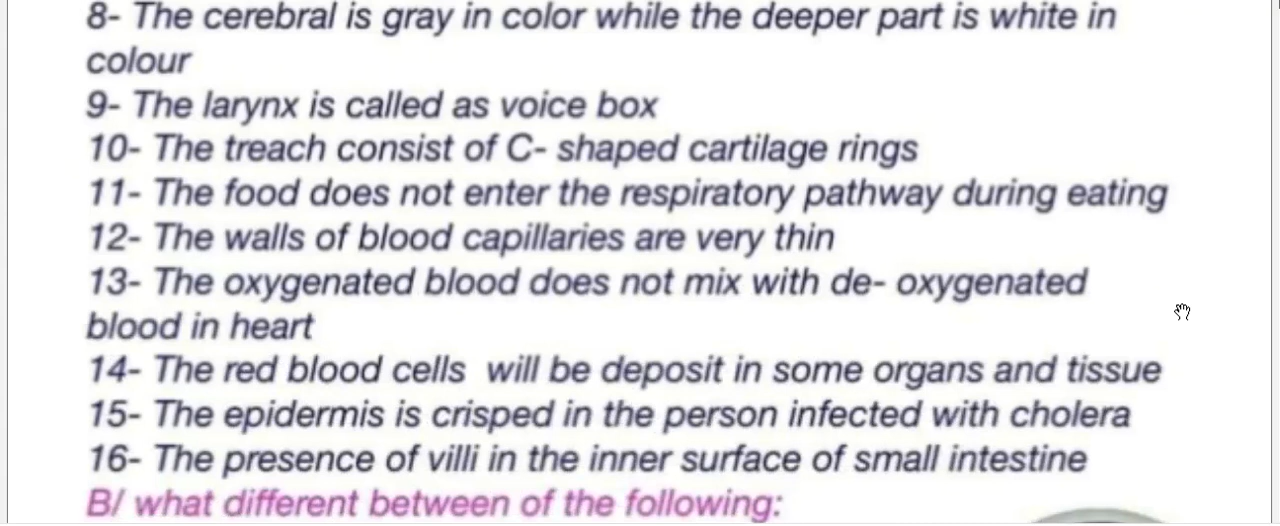 8- The cerebral is gray in color while the deeper part is white in
colour
9- The larynx is called as voice box
10- The treach consist of C- shaped cartilage rings
11- The food does not enter the respiratory pathway during eating
12- The walls of blood capillaries are very thin
13- The oxygenated blood does not mix with de- oxygenated
blood in heart
14- The red blood cells  will be deposit in some organs and tissue
15- The epidermis is crisped in the person infected with cholera
16- The presence of villi in the inner surface of small intestine
B/ what different between of the following: